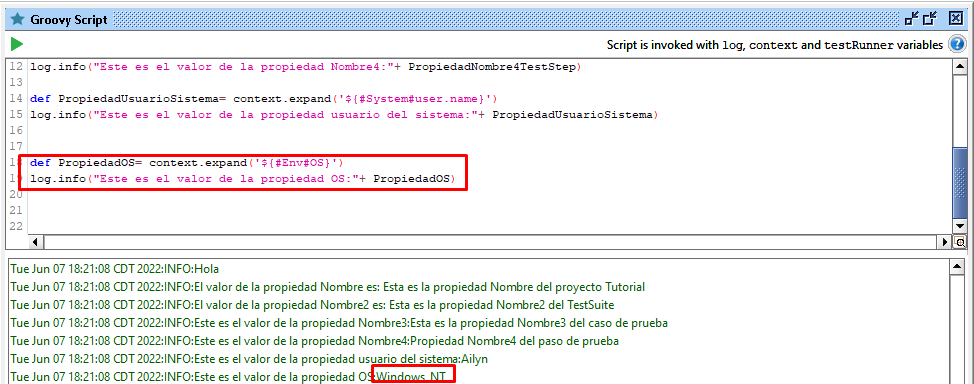 Groovy Script
Script is invoked with log, context and testRunner variables
12 log.info("Este es el valor de la propiedad Nombre4:"+ PropiedadNombre4TestStep)
13
14 def PropiedadUsuarioSistema= context.expand('${#System#user.name}')
15 log.info("Este es el valor de la propiedad usuario del sistema:"+ PropiedadUsuarioSistema)
16
17
18 def PropiedadOS= context.expand('${#Env#OS}')
19 log.info("Este es el valor de la propiedad OS:"+ PropiedadOS)
20
21
22
Tue Jun 07 18:21:08 CDT 2022:INFO:Hola
Tue Jun 07 18:21:08 CDT 2022:INFO:El valor de la propiedad Nombre es: Esta es la propiedad Nombre del proyecto Tutorial
Tue Jun 07 18:21:08 CDT 2022:INFO:Este es el valor de la propiedad Nombre2 es: Esta es la propiedad Nombre2 del TestSuite
Tue Jun 07 18:21:08 CDT 2022:INFO:Este es el valor de la propiedad Nombre3:Esta es la propiedad Nombre3 del caso de prueba
Tue Jun 07 18:21:08 CDT 2022:INFO:Este es el valor de la propiedad Nombre4:Propiedad Nombre4 del paso de prueba
Tue Jun 07 18:21:08 CDT 2022:INFO:Este es el valor de la propiedad usuario del sistema:Ailyn
Tue Jun 07 18:21:08 CDT 2022:INFO:Este es el valor de la propiedad OS:Windows_NT